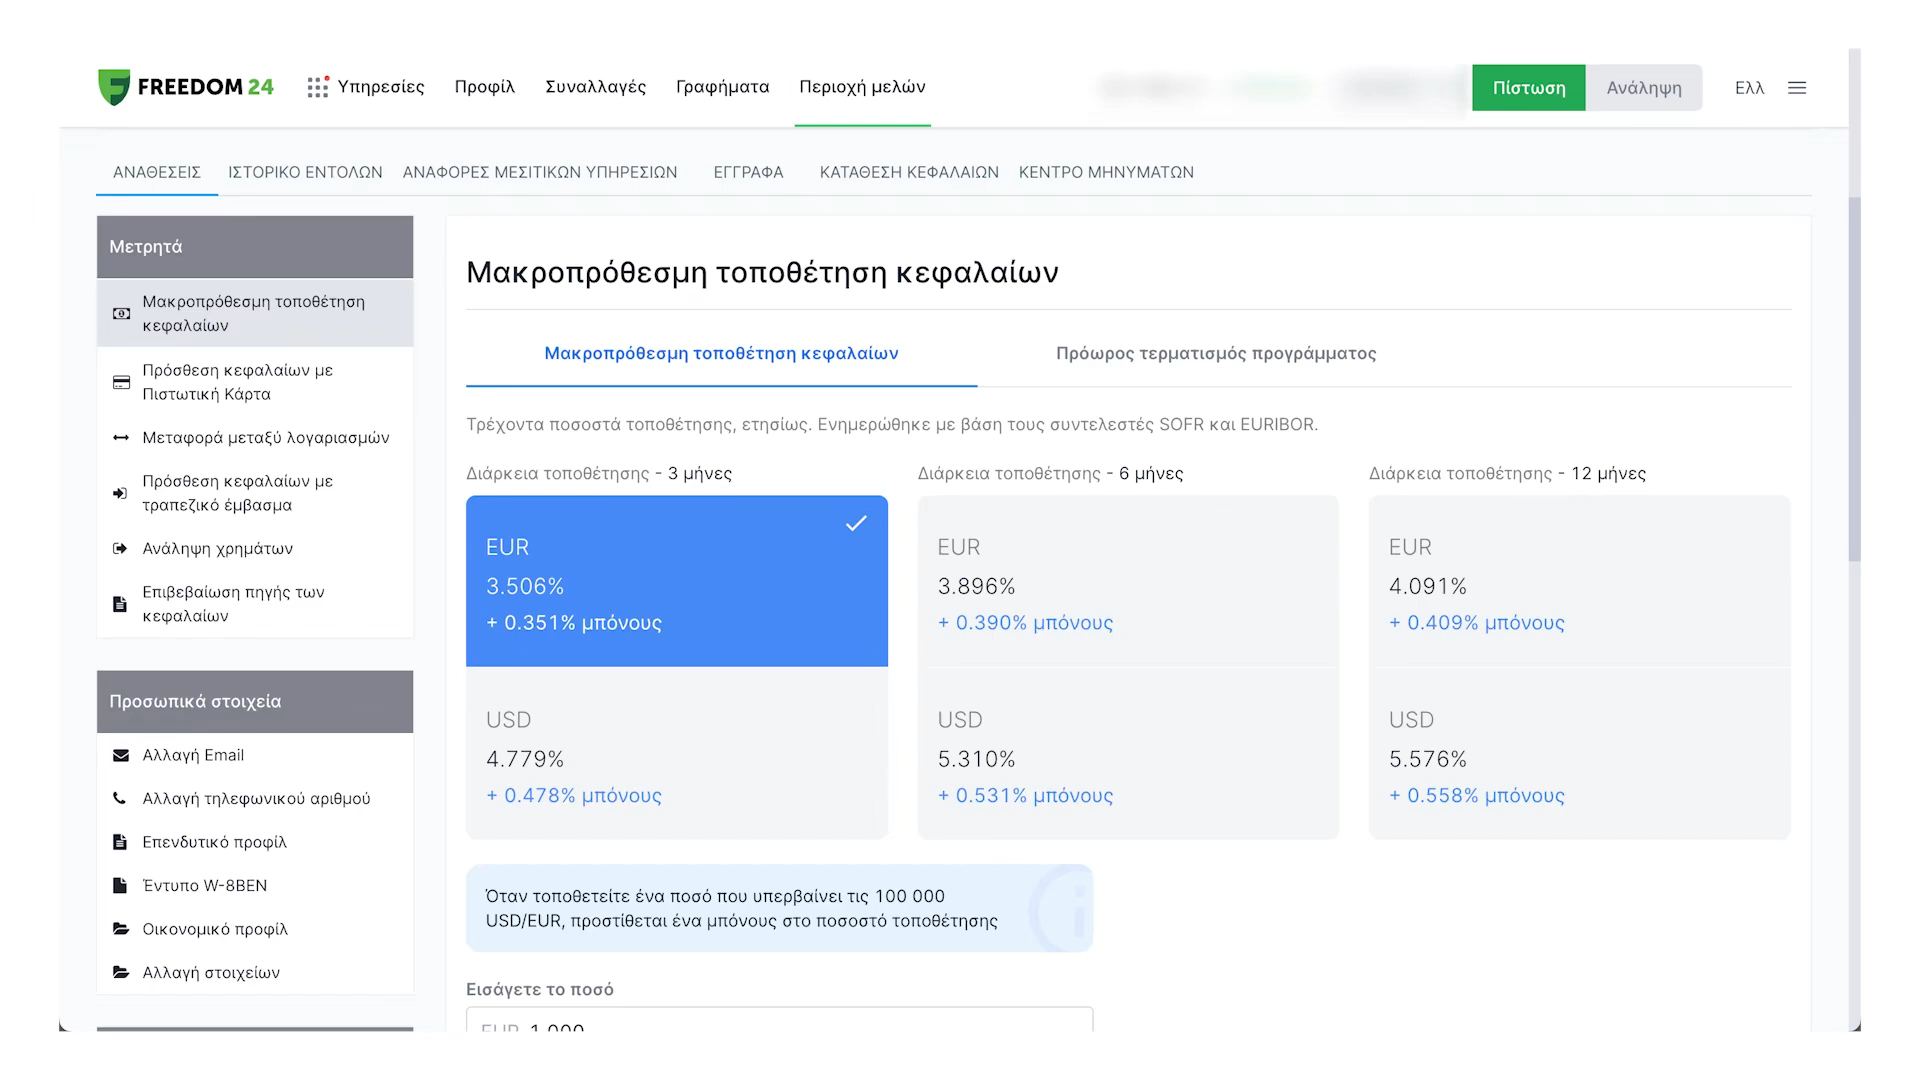 FREEDOM 24
Υπηρεσίες
Προφίλ
Συναλλαγές
Γραφήματα
Περιοχή μελών
Πίστωση
Ανάληψη
Ελλ
ΑΝΑΘΕΣΕΙΣ
ΙΣΤΟΡΙΚΟ ΕΝΤΟΛΩΝ
ΑΝΑΦΟΡΕΣ ΜΕΣΙΤΙΚΩΝ ΥΠΗΡΕΣΙΩΝ
ΕΓΓΡΑΦΑ
ΚΑΤΑΘΕΣΗ ΚΕΦΑΛΑΙΩΝ
ΚΕΝΤΡΟ ΜΗΝΥΜΑΤΩΝ
Μετρητά
Μακροπρόθεσμη τοποθέτηση
κεφαλαίων
Πρόσθεση κεφαλαίων με
Πιστωτική Κάρτα
Μεταφορά μεταξύ λογαριασμών
Πρόσθεση κεφαλαίων με
τραπεζικό έμβασμα
Ανάληψη χρημάτων
Επιβεβαίωση πηγής των
κεφαλαίων
Προσωπικά στοιχεία
Αλλαγή Email
Αλλαγή τηλεφωνικού αριθμού
Επενδυτικό προφίλ
Έντυπο W-8BEN
Οικονομικό προφίλ
Αλλαγή στοιχείων
Μακροπρόθεσμη τοποθέτηση κεφαλαίων
Μακροπρόθεσμη τοποθέτηση κεφαλαίων
Πρόωρος τερματισμός προγράμματος
Τρέχοντα ποσοστά τοποθέτησης, ετησίως. Ενημερώθηκε με βάση τους συντελεστές SOFR και EURIBOR.
Διάρκεια τοποθέτησης - 3 μήνες
EUR
3.506%
+ 0.351% μπόνους
USD
4.779%
+ 0.478% μπόνους
Διάρκεια τοποθέτησης - 6 μήνες
EUR
3.896%
+ 0.390% μπόνους
USD
5.310%
+ 0.531% μπόνους
Διάρκεια τοποθέτησης - 12 μήνες
EUR
4.091%
+ 0.409% μπόνους
USD
5.576%
+ 0.558% μπόνους
Όταν τοποθετείτε ένα ποσό που υπερβαίνει τις 100 000
USD/EUR, προστίθεται ένα μπόνους στο ποσοστό τοποθέτησης
Εισάγετε το ποσό
EUR 1 000